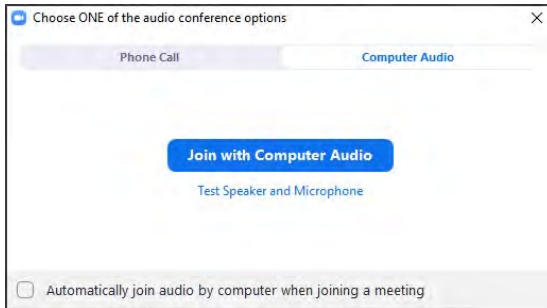 Choose ONE of the audio conference options
Phone Call
Computer Audio
Join with Computer Audio
Test Speaker and Microphone
Automatically join audio by computer when joining a meeting